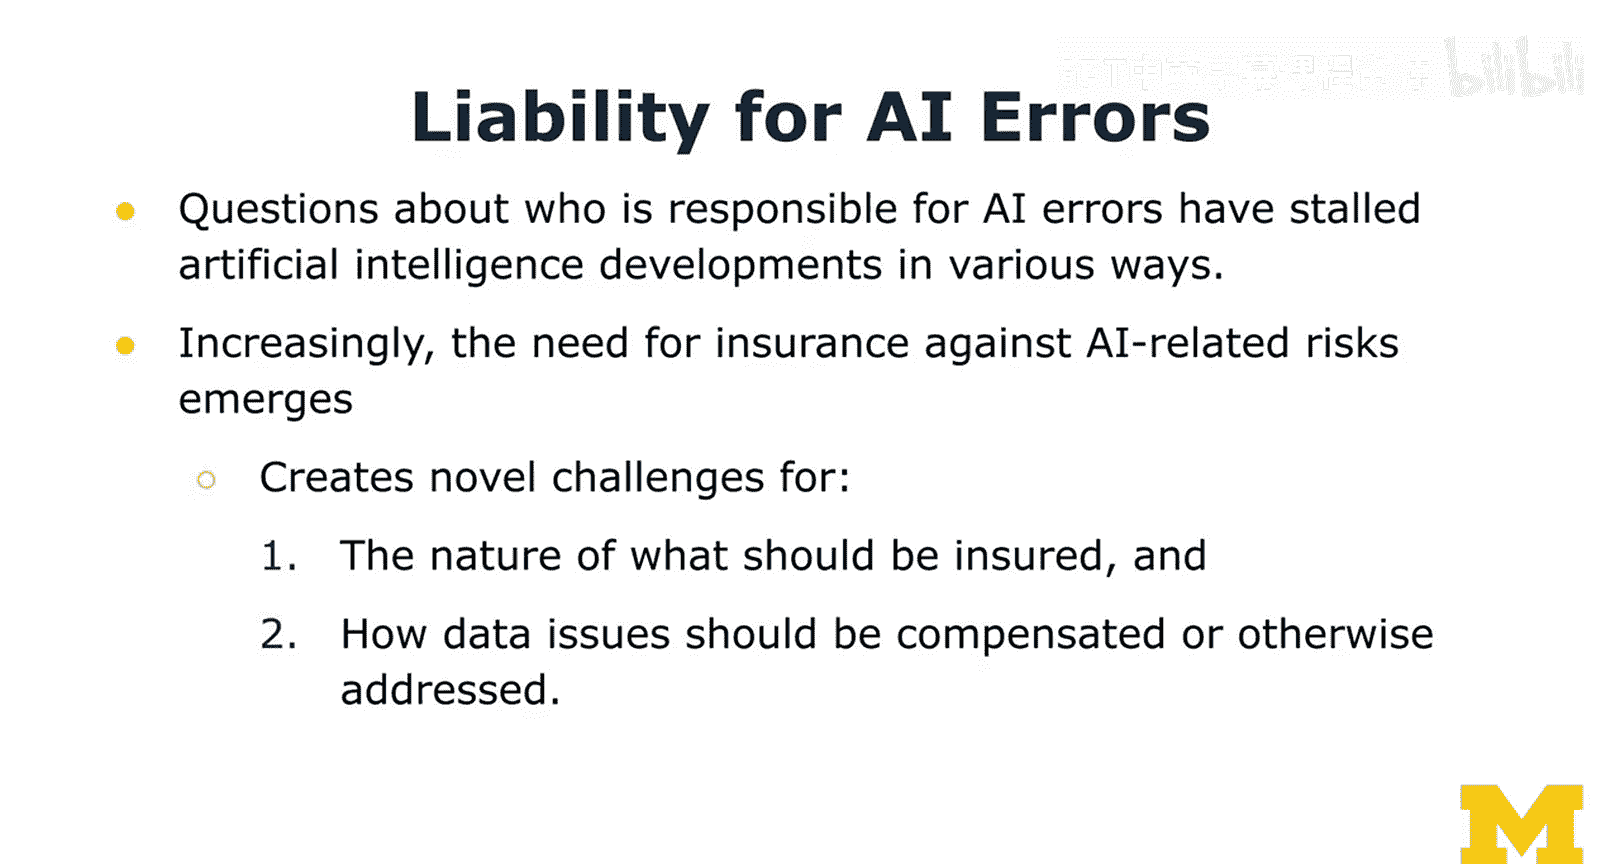 bilibili
Liability for AI Errors
Questions about who is responsible for AI errors have stalled
artificial intelligence developments in various ways.
Increasingly, the need for insurance against AI-related risks
emerges
Creates novel challenges for:
1. The nature of what should be insured, and
2. How data issues should be compensated or otherwise
addressed.
M